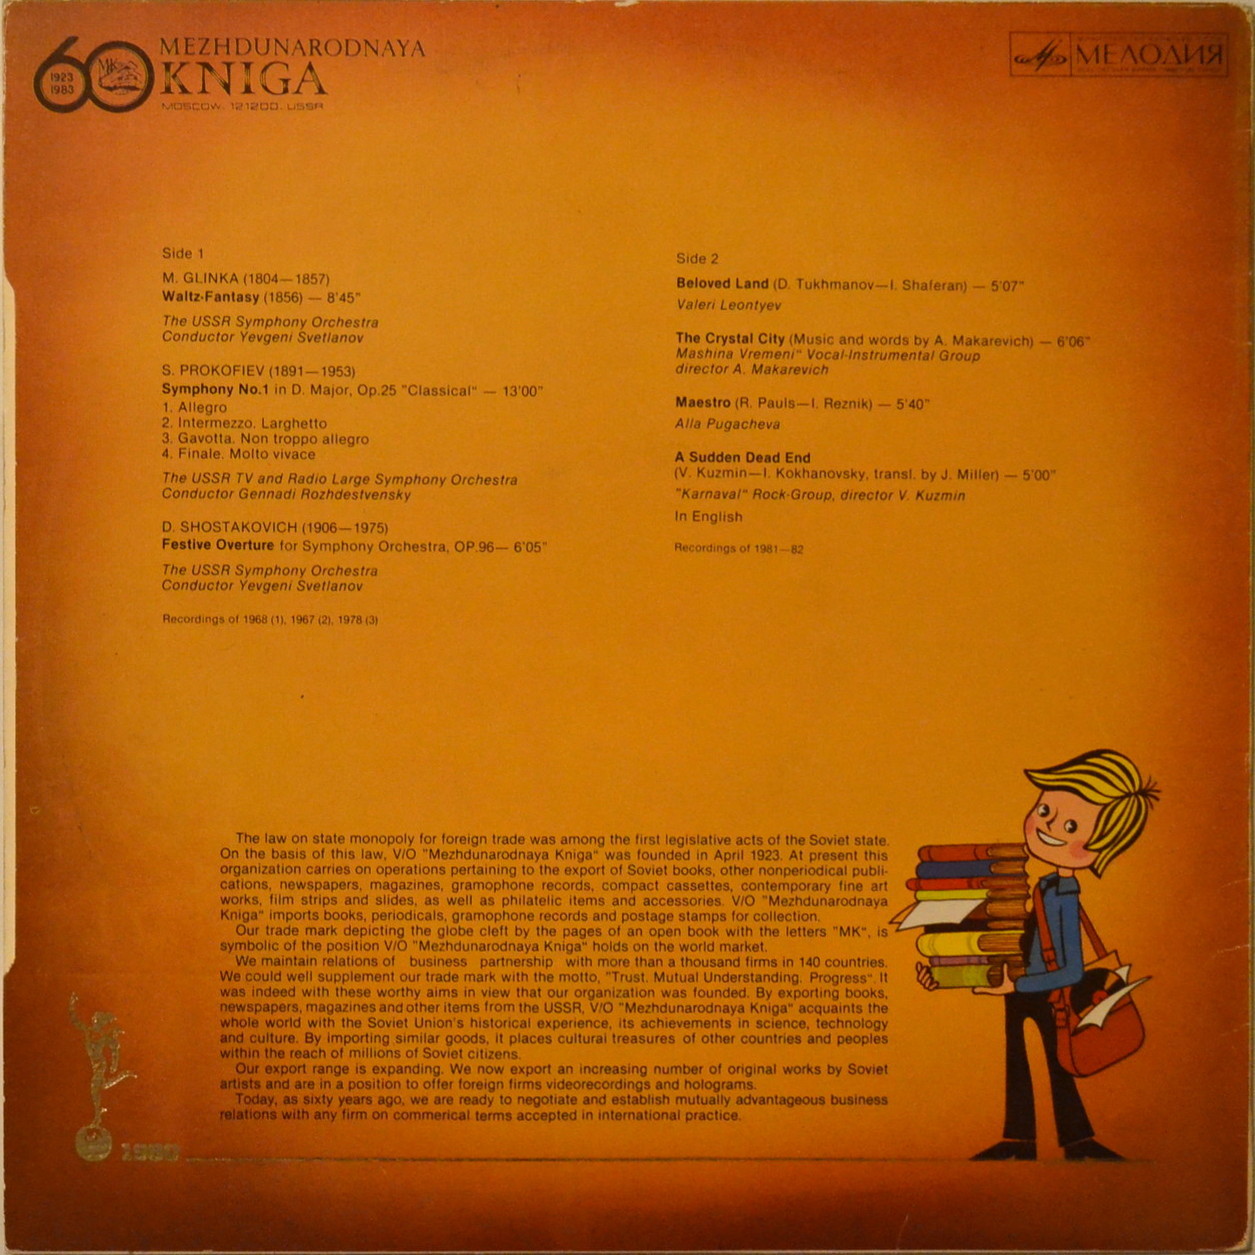 60
1923
1983
MK
MEZHDUNARODNAYA
KNIGA
MOSCOW. 121200. USSR
МЕЛОДИЯ
Side 1
M. GLINKA (1804—1857)
Waltz-Fantasy (1856) — 8'45"
The USSR Symphony Orchestra
Conductor Yevgeni Svetlanov
S. PROKOFIEV (1891—1953)
Symphony No.1 in D. Major, Op.25 "Classical" — 13'00"
1. Allegro
2. Intermezzo. Larghetto
3. Gavotta. Non troppo allegro
4. Finale. Molto vivace
The USSR TV and Radio Large Symphony Orchestra
Conductor Gennadi Rozhdestvensky
D. SHOSTAKOVICH (1906—1975)
Festive Overture for Symphony Orchestra, OP.96— 6'05"
The USSR Symphony Orchestra
Conductor Yevgeni Svetlanov
Recordings of 1968 (1), 1967 (2), 1978 (3)
Side 2
Beloved Land (D. Tukhmanov—I. Shaferan) — 5'07"
Valeri Leontyev
The Crystal City (Music and words by A. Makarevich) — 6'06"
Mashina Vremeni" Vocal-Instrumental Group
director A. Makarevich
Maestro (R. Pauls—I. Reznik) — 5'40"
Alla Pugacheva
A Sudden Dead End
(V. Kuzmin—I. Kokhanovsky, transl. by J. Miller) — 5'00"
"Karnaval" Rock-Group, director V. Kuzmin
In English
Recordings of 1981—82
The law on state monopoly for foreign trade was among the first legislative acts of the Soviet state.
On the basis of this law, V/O "Mezhdunarodnaya Kniga" was founded in April 1923. At present this
organization carries on operations pertaining to the export of Soviet books, other nonperiodical publi-
cations, newspapers, magazines, gramophone records, compact cassettes, contemporary fine art
works, film strips and slides, as well as philatelic items and accessories. V/O "Mezhdunarodnaya
Kniga" imports books, periodicals, gramophone records and postage stamps for collection.
Our trade mark depicting the globe cleft by the pages of an open book with the letters "MK", is
symbolic of the position V/O "Mezhdunarodnaya Kniga" holds on the world market.
We maintain relations of business partnership with more than a thousand firms in 140 countries.
We could well supplement our trade mark with the motto, "Trust. Mutual Understanding. Progress". It
was indeed with these worthy aims in view that our organization was founded. By exporting books,
newspapers, magazines and other items from the USSR, V/O "Mezhdunarodnaya Kniga" acquaints the
whole world with the Soviet Union's historical experience, its achievements in science, technology
and culture. By importing similar goods, it places cultural treasures of other countries and peoples
within the reach of millions of Soviet citizens.
Our export range is expanding. We now export an increasing number of original works by Soviet
artists and are in a position to offer foreign firms videorecordings and holograms.
Today, as sixty years ago, we are ready to negotiate and establish mutually advantageous business
relations with any firm on commerical terms accepted in international practice.
1980